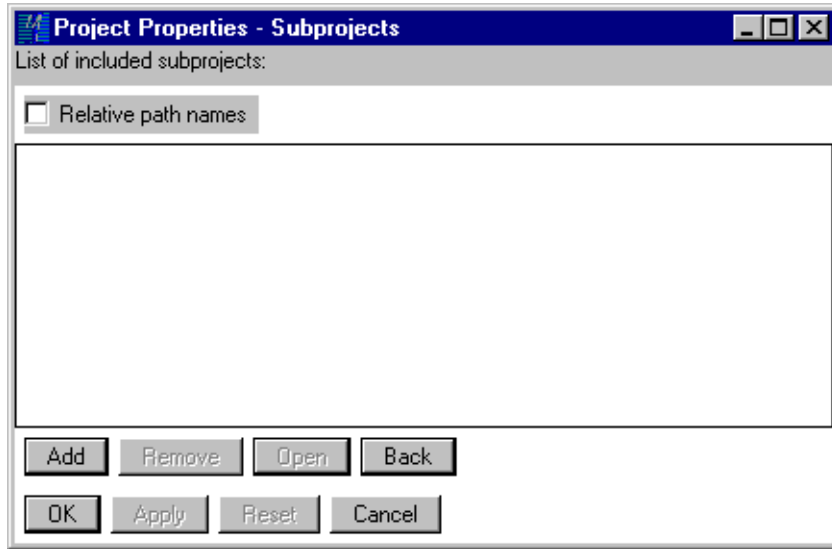 Project Properties - Subprojects
List of included subprojects:
Relative path names
Add Remove Open Back
OK Apply Reset Cancel